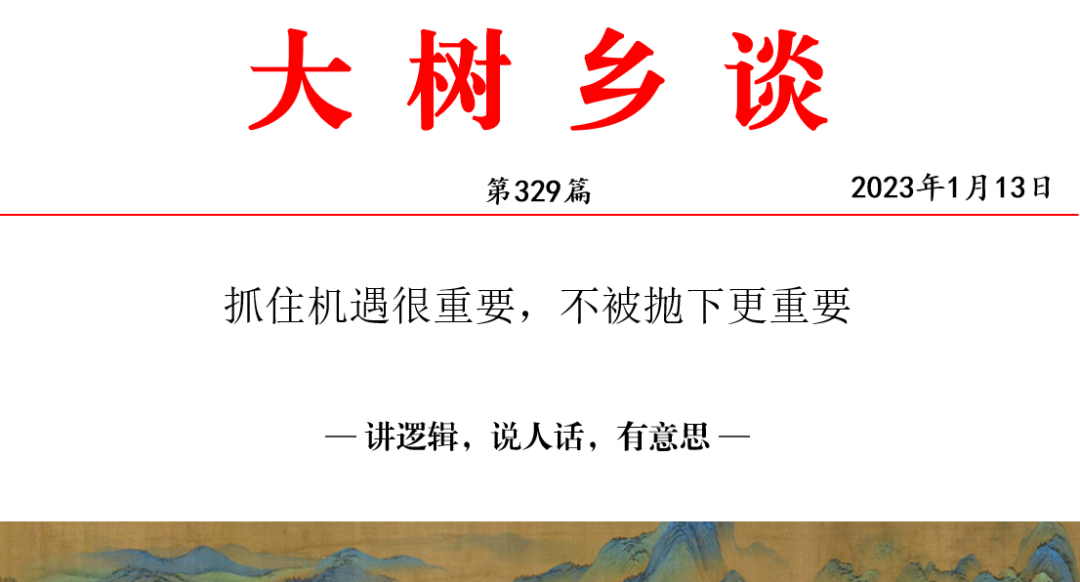 大树乡谈
第329篇
2023年1月13日
抓住机遇很重要，不被抛下更重要
— 讲逻辑，说人话，有意思 —